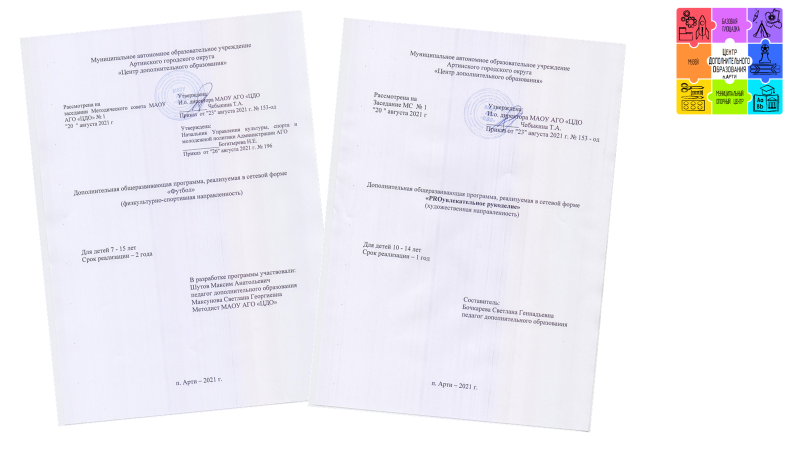 Муниципальное автономное образовательное учреждение
Артинского городского округа
«Центр дополнительного образования»
Рассмотрена на
заседании Методического совета МАОУ
АГО «ЦДО» № 1
"20 " августа 2021 г
Утверждена:
И.о. директора МАОУ АГО «ЦДО
Чебыкина Т.А.
Приказ от "23" августа 2021 г. № 153-од
Утверждена:
Начальник Управления культуры, спорта и
молодежной политики Администрации АГО
Богатырева Н.Е.
Приказ от "26" августа 2021 г. № 196
Дополнительная общеразвивающая программа, реализуемая в сетевой форме
«Футбол»
(физкультурно-спортивная направленность)
Для детей 7 - 15 лет
Срок реализации – 2 года
В разработке программы участвовали:
Шутов Максим Анатольевич
педагог дополнительного образования
Максунова Светлана Георгиевна
Методист МАОУ АГО «ЦДО»
п. Арти – 2021 г.
Муниципальное автономное образовательное учреждение
Артинского городского округа
«Центр дополнительного образования»
Рассмотрена на
Заседание МС № 1
"20 " августа 2021 г
Утверждена:
И.о. директора МАОУ АГО «ЦДО
Чебыкина Т.А.
Приказ от "23" августа 2021 г. № 153 - од
Дополнительная общеразвивающая программа, реализуемая в сетевой форме
«PROувлекательное рукоделие»
(художественная направленность)
Для детей 10 - 14 лет
Срок реализации – 1 год
Составитель:
Бочкарева Светлана Геннадьевна
педагог дополнительного образования
п. Арти – 2021 г.
БАЗОВАЯ
ПЛОЩАДКА
МУЗЕЙ
ЦЕНТР
ДОПОЛНИТЕЛЬНОГО
ОБРАЗОВАНИЯ
п.АРТИ
МУНИЦИПАЛЬНЫЙ
ОПОРНЫЙ ЦЕНТР
Aa
Bb